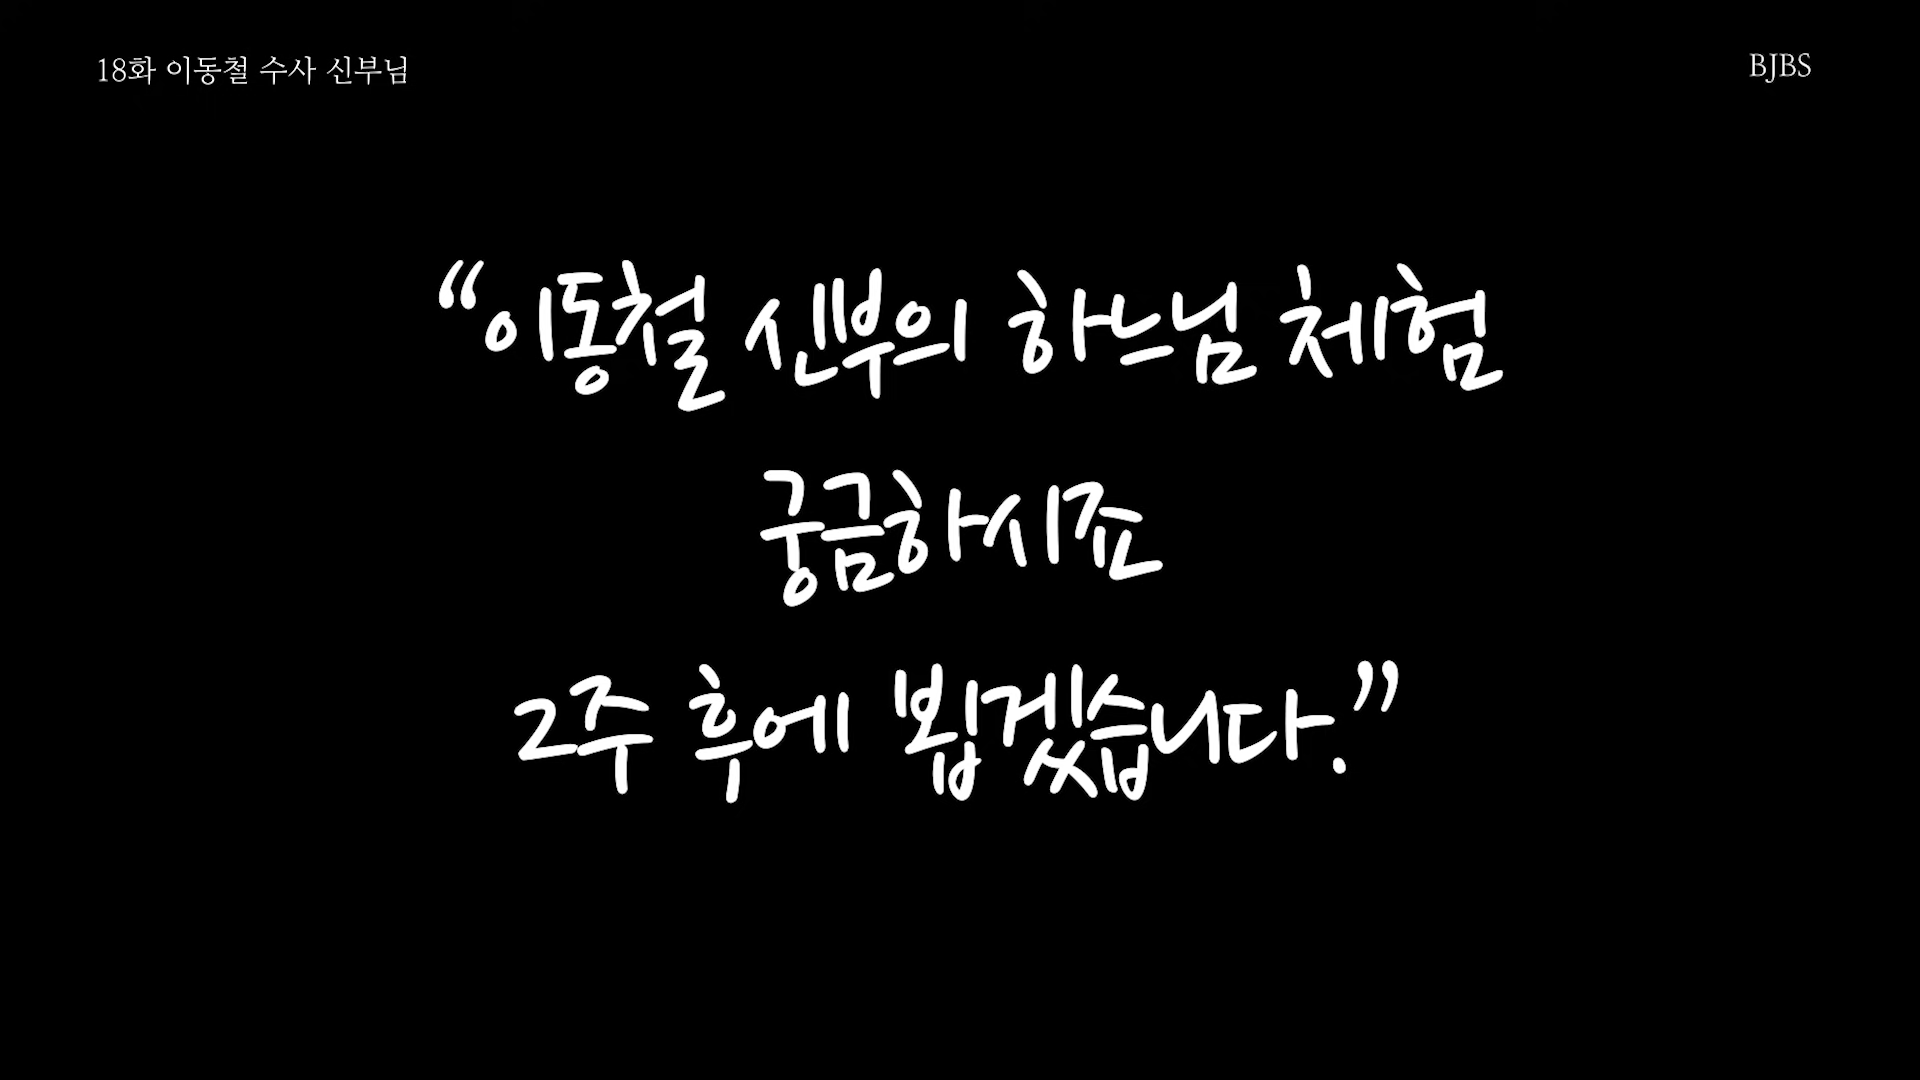 18화 이동철 수사 신부님
BJBS
“이동철 신부의 하느님 체험
궁금하시죠
2주 후에 뵙겠습니다.”